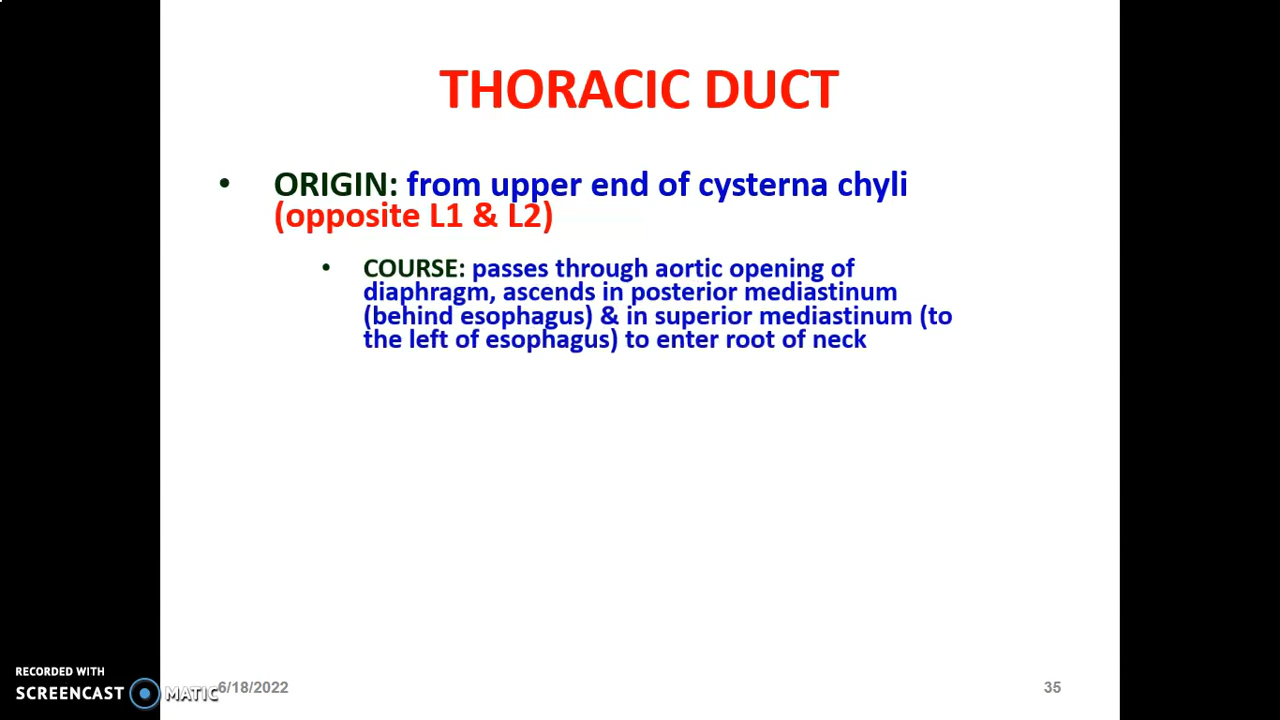 THORACIC DUCT
• ORIGIN: from upper end of cysterna chyli
(opposite L1 & L2)
• COURSE: passes through aortic opening of
diaphragm, ascends in posterior mediastinum
(behind esophagus) & in superior mediastinum (to
the left of esophagus) to enter root of neck
RECORDED WITH
SCREENCAST MATIC
6/18/2022
35